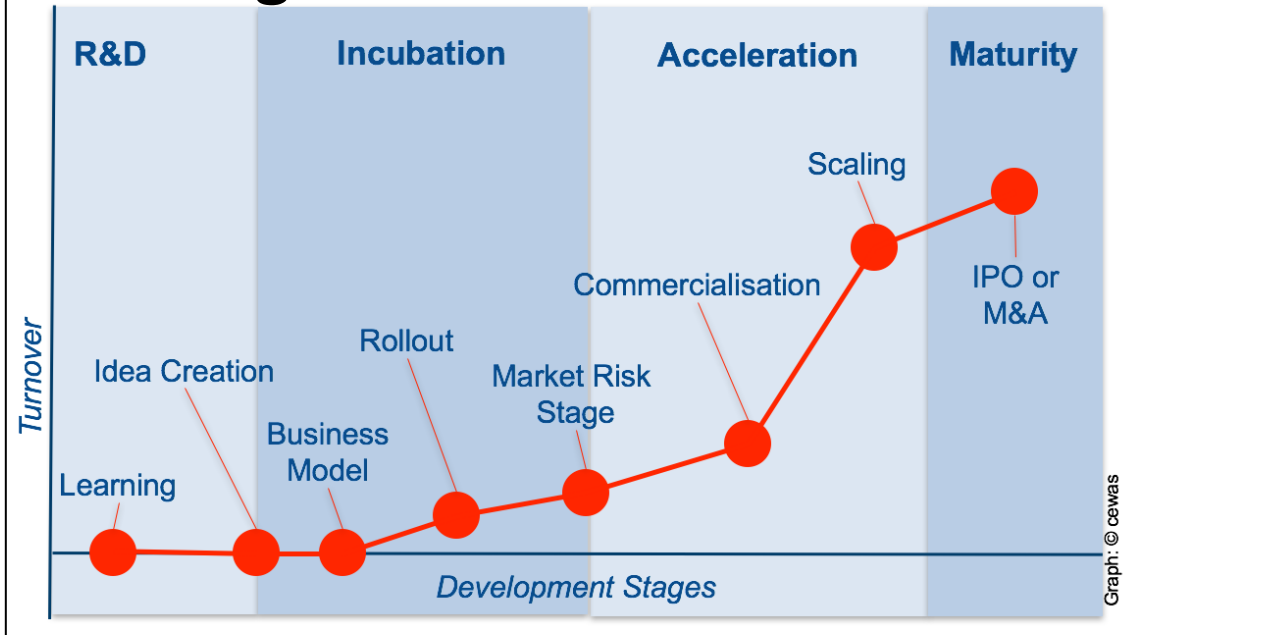 R&D
Incubation
Acceleration
Maturity
Scaling
Commercialisation
IPO or
M&A
Rollout
Market Risk
Stage
Idea Creation
Business
Model
Learning
Turnover
Development Stages
Graph: © cewas